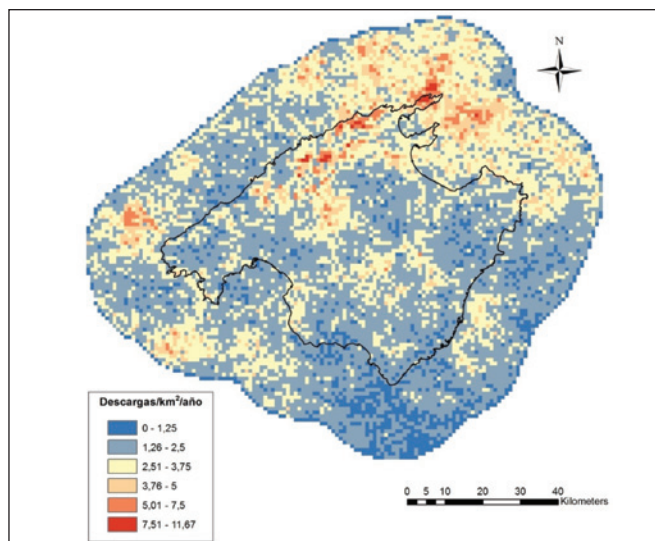 N
Descargas/km²/año
0 - 1,25
1,26 - 2,5
2,51 - 3,75
3,76 - 5
5,01 - 7,5
7,51 - 11,67
0 5 10 20 30 40
Kilometers